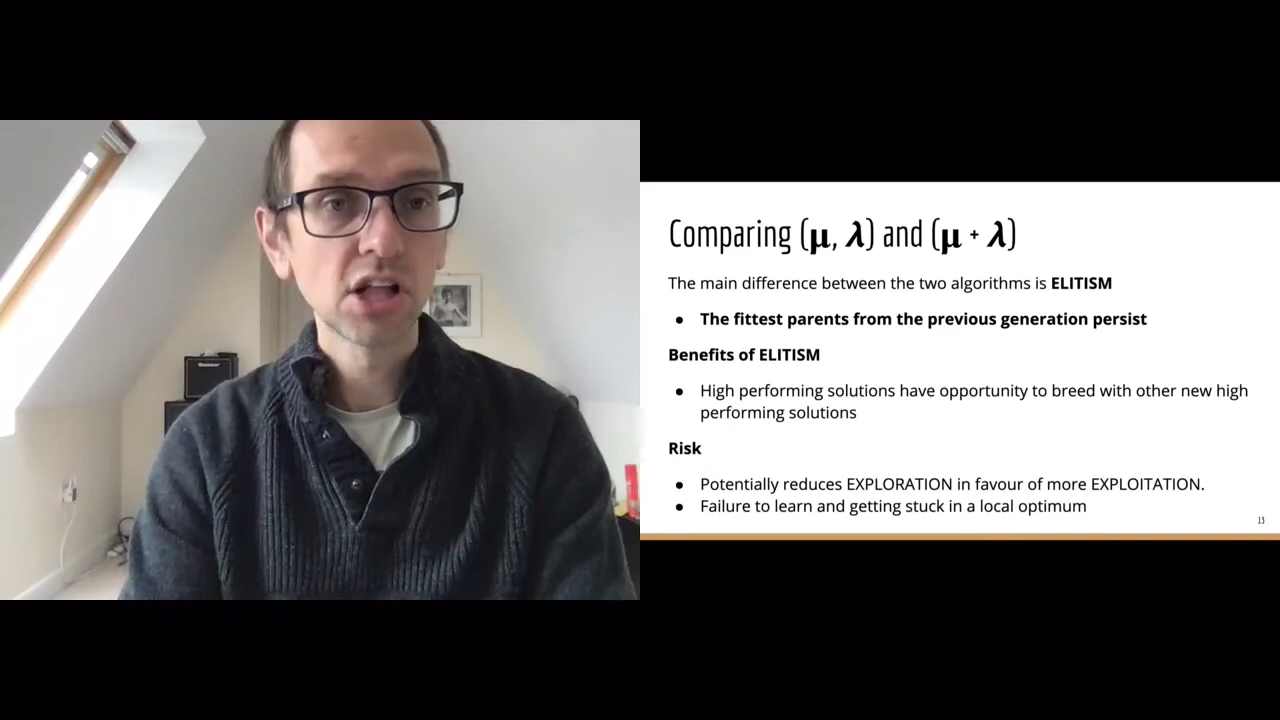 Comparing (μ, λ) and (μ + λ)
The main difference between the two algorithms is ELITISM
● The fittest parents from the previous generation persist
Benefits of ELITISM
● High performing solutions have opportunity to breed with other new high
performing solutions
Risk
● Potentially reduces EXPLORATION in favour of more EXPLOITATION.
● Failure to learn and getting stuck in a local optimum
13